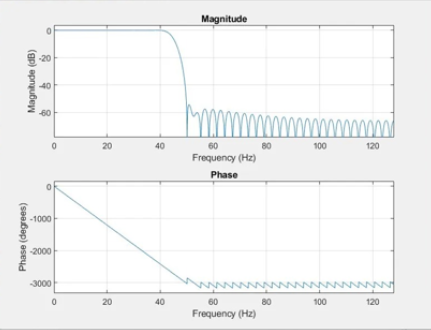 Magnitude
0
-20
-40
-60
Magnitude (dB)
0 20 40 60 80 100 120
Frequency (Hz)
Phase
0
-1000
-2000
-3000
Phase (degrees)
0 20 40 60 80 100 120
Frequency (Hz)